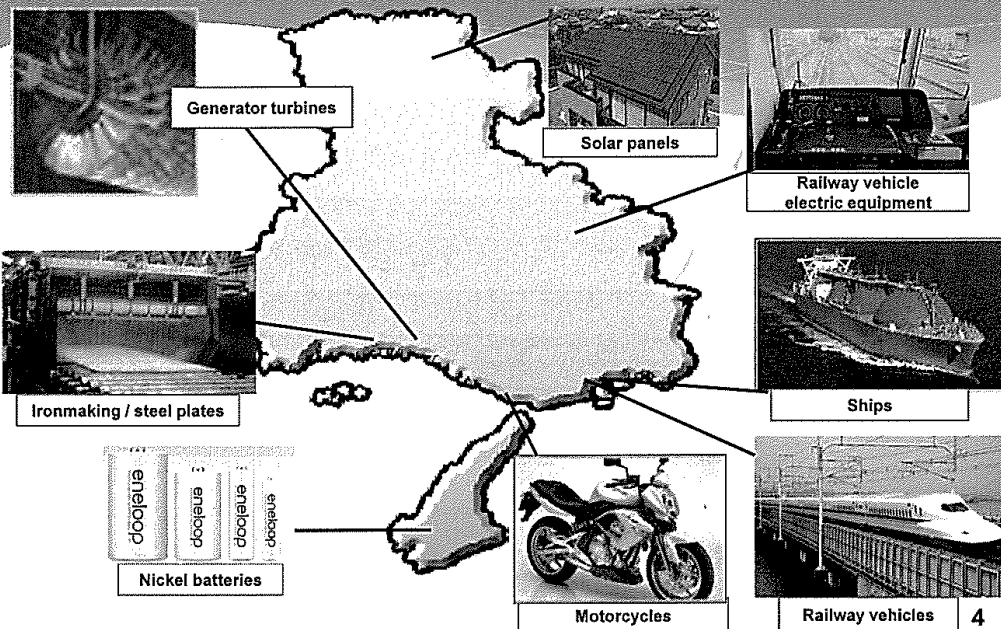 Generator turbines
Solar panels
Railway vehicle
electric equipment
Ironmaking / steel plates
Ships
eneloop
eneloop
eneloop
eneloop
Nickel batteries
Motorcycles
Railway vehicles
4